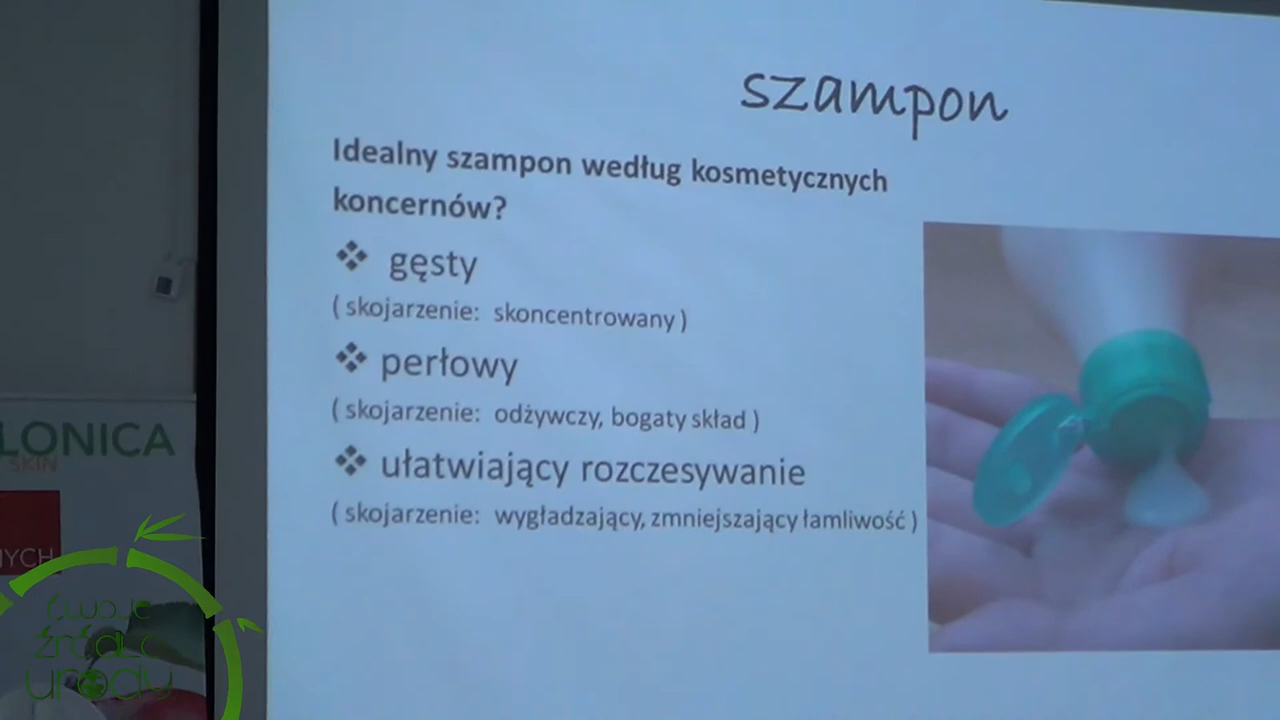 szampon
Idealny szampon według kosmetycznych
koncernów?
❖ gęsty
( skojarzenie: skoncentrowany )
❖ perłowy
( skojarzenie: odżywczy, bogaty skład )
❖ ułatwiający rozczesywanie
( skojarzenie: wygładzający, zmniejszający łamliwość )
LONICA
SKIN
NYCH
źródło
urody